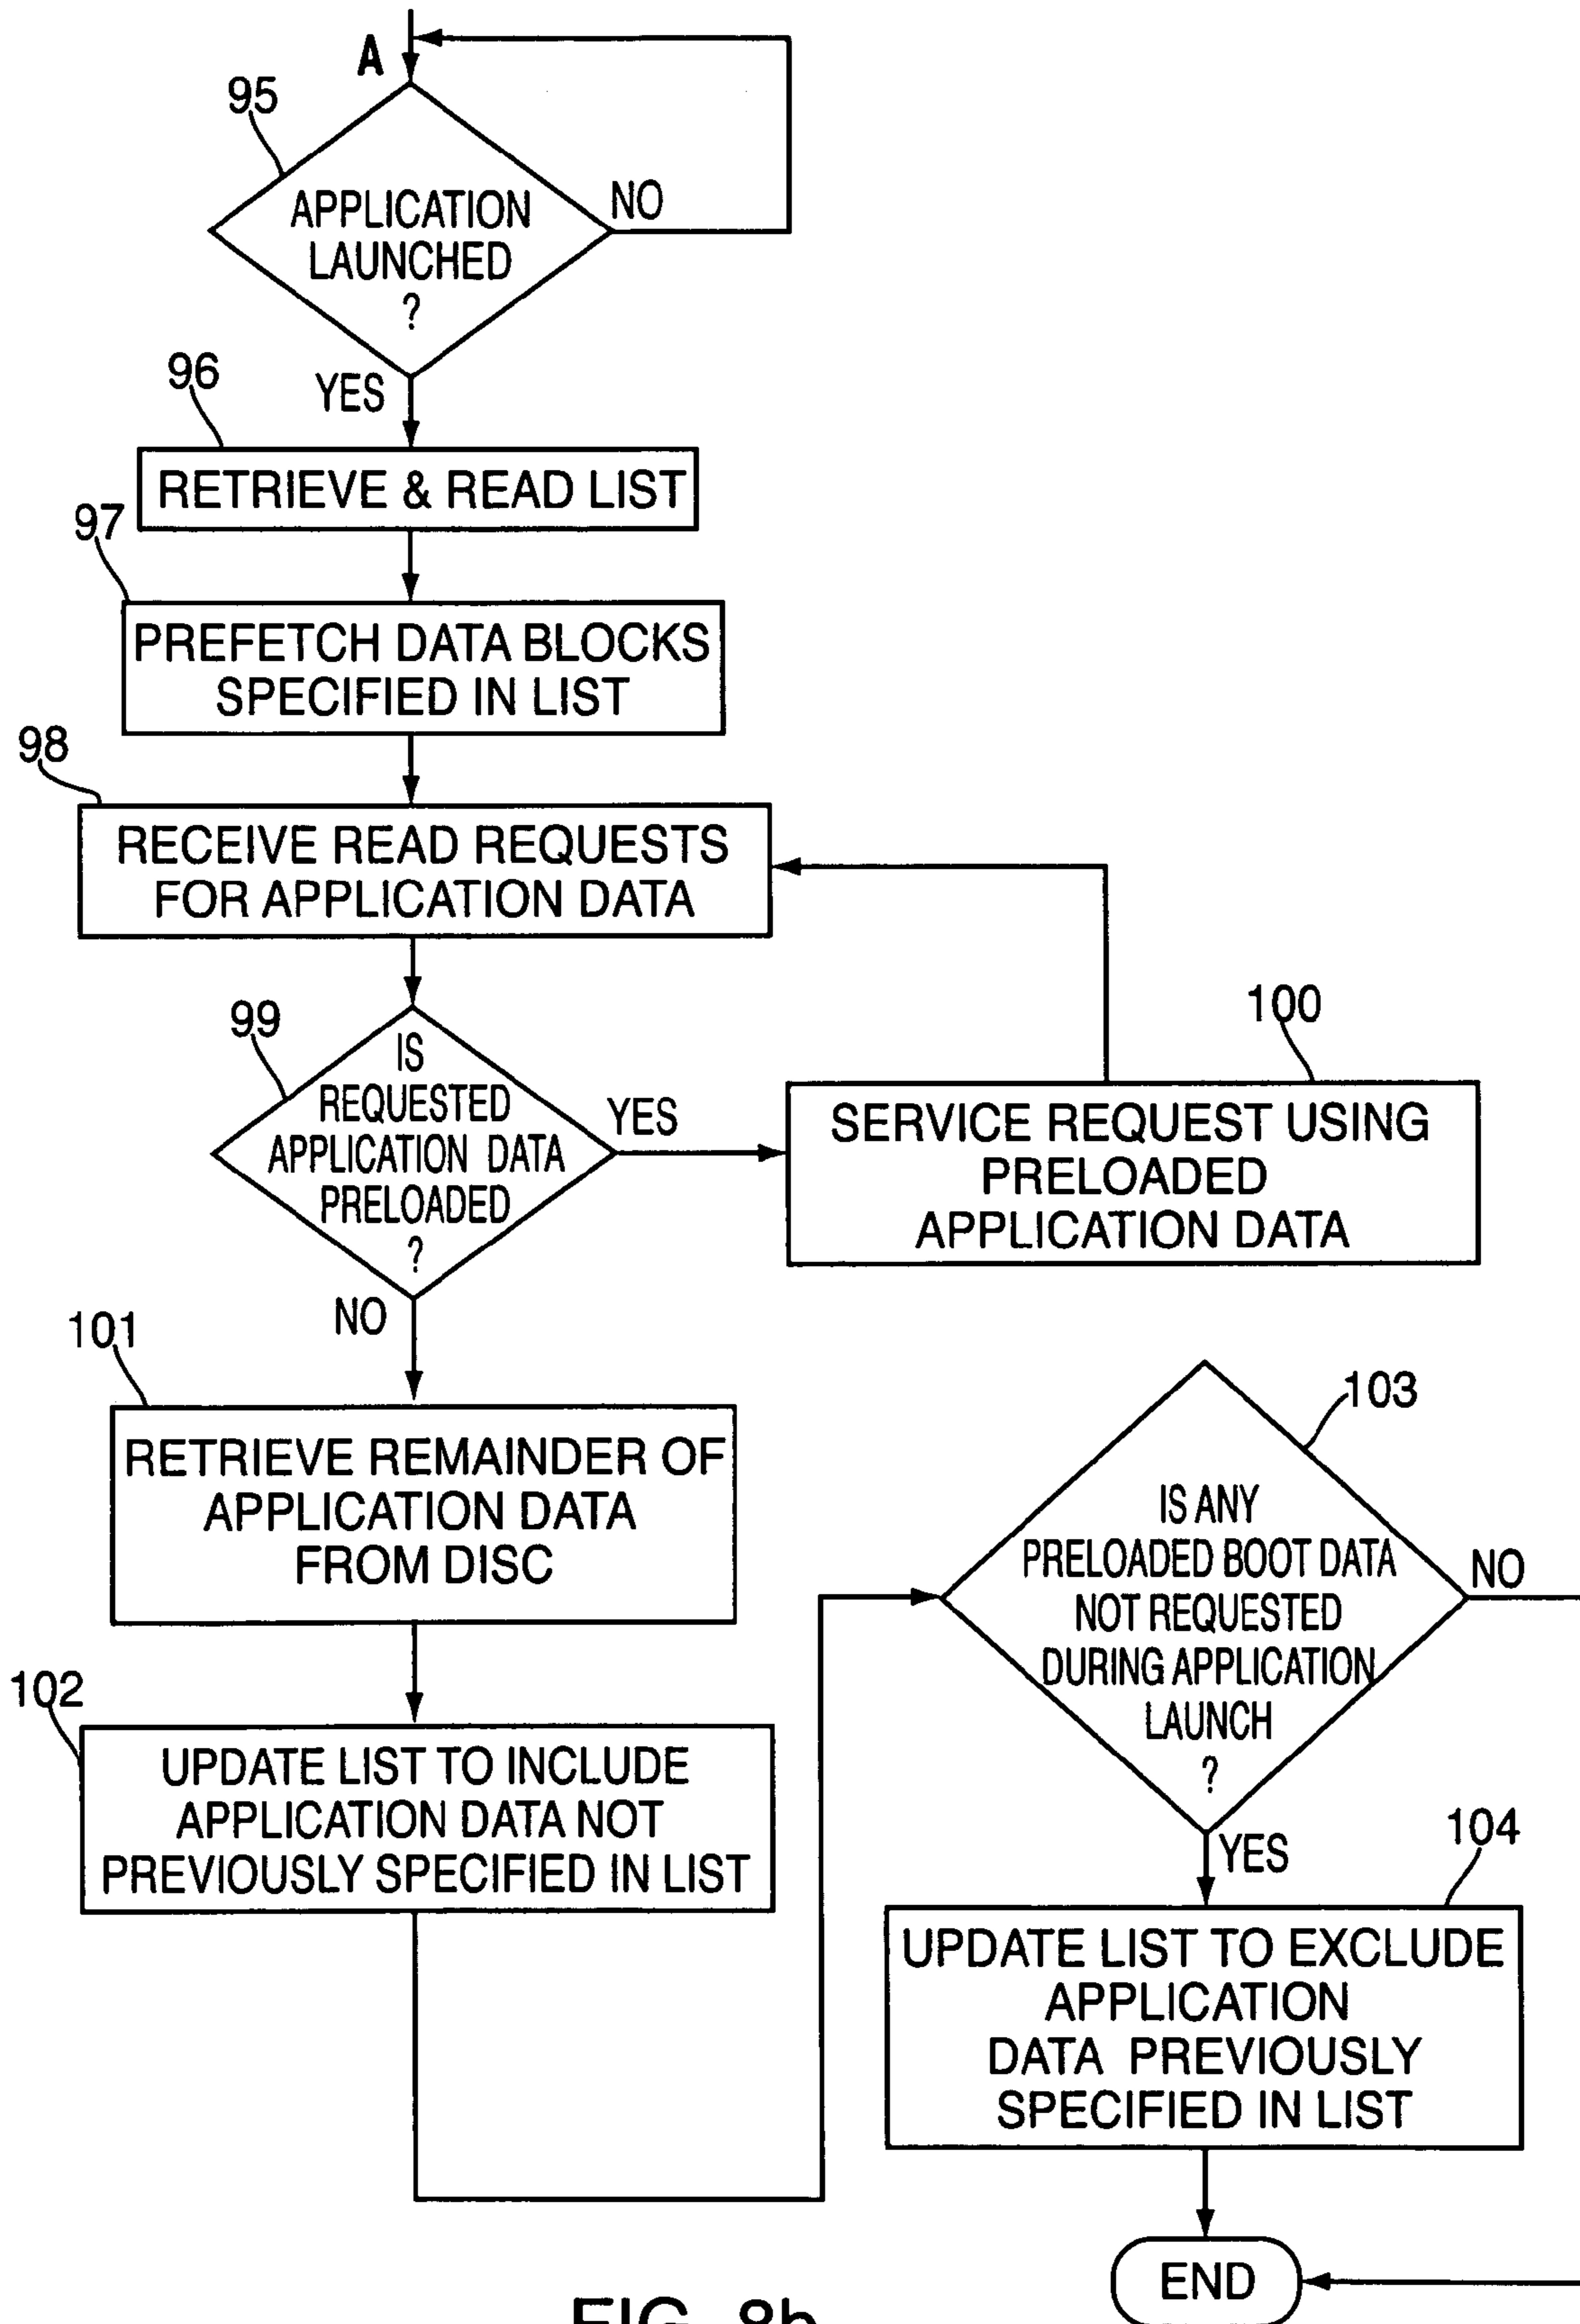 A
95
APPLICATION
LAUNCHED
?
NO
YES
96
RETRIEVE & READ LIST
97
PREFETCH DATA BLOCKS
SPECIFIED IN LIST
98
RECEIVE READ REQUESTS
FOR APPLICATION DATA
99
IS
REQUESTED
APPLICATION DATA
PRELOADED
?
YES
100
SERVICE REQUEST USING
PRELOADED
APPLICATION DATA
NO
101
RETRIEVE REMAINDER OF
APPLICATION DATA
FROM DISC
102
UPDATE LIST TO INCLUDE
APPLICATION DATA NOT
PREVIOUSLY SPECIFIED IN LIST
103
IS ANY
PRELOADED BOOT DATA
NOT REQUESTED
DURING APPLICATION
LAUNCH
?
NO
YES
104
UPDATE LIST TO EXCLUDE
APPLICATION
DATA PREVIOUSLY
SPECIFIED IN LIST
END
FIG. 8b